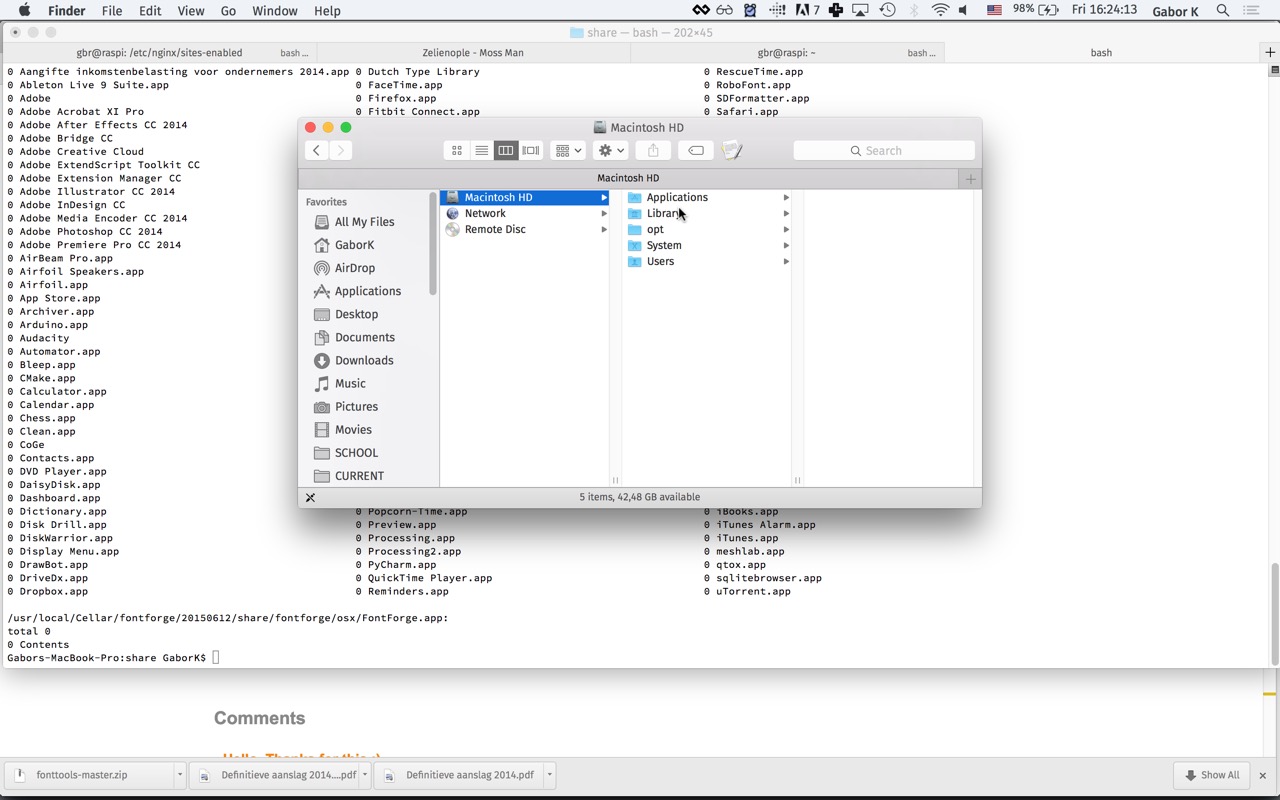 Finder File Edit View Go Window Help 7 98% Fri 16:24:13 Gabor K
share — bash — 202×45
gbr@raspi: /etc/nginx/sites-enabled bash ... Zelienople - Moss Man gbr@raspi: ~ bash ... bash +
0 Aangifte inkomstenbelasting voor ondernemers 2014.app 0 Dutch Type Library 0 RescueTime.app
0 Ableton Live 9 Suite.app 0 FaceTime.app 0 RoboFont.app
0 Adobe 0 Firefox.app 0 SDFormatter.app
0 Adobe Acrobat XI Pro 0 Fitbit Connect.app 0 Safari.app
0 Adobe After Effects CC 2014
0 Adobe Bridge CC
0 Adobe Creative Cloud
0 Adobe ExtendScript Toolkit CC
0 Adobe Extension Manager CC
0 Adobe Illustrator CC 2014
0 Adobe InDesign CC
0 Adobe Media Encoder CC 2014
0 Adobe Photoshop CC 2014
0 Adobe Premiere Pro CC 2014
0 AirBeam Pro.app
0 Airfoil Speakers.app
0 Airfoil.app
0 App Store.app
0 Archiver.app
0 Arduino.app
0 Audacity
0 Automator.app
0 Bleep.app
0 CMake.app
0 Calculator.app
0 Calendar.app
0 Chess.app
0 Clean.app
0 CoGe
0 Contacts.app
0 DVD Player.app
0 DaisyDisk.app
0 Dashboard.app
0 Dictionary.app 0 Popcorn-Time.app 0 iBooks.app
0 Disk Drill.app 0 Preview.app 0 iTunes Alarm.app
0 DiskWarrior.app 0 Processing.app 0 iTunes.app
0 Display Menu.app 0 Processing2.app 0 meshlab.app
0 DrawBot.app 0 PyCharm.app 0 qtox.app
0 DriveDx.app 0 QuickTime Player.app 0 sqlitebrowser.app
0 Dropbox.app 0 Reminders.app 0 uTorrent.app
/usr/local/Cellar/fontforge/20150612/share/fontforge/osx/FontForge.app:
total 0
0 Contents
Gabors-MacBook-Pro:share GaborK$
Macintosh HD
Search
Macintosh HD
Favorites
All My Files
GaborK
AirDrop
Applications
Desktop
Documents
Downloads
Music
Pictures
Movies
SCHOOL
CURRENT
Macintosh HD
Network
Remote Disc
Applications
Library
opt
System
Users
5 items, 42,48 GB available
Comments
Hello, Thanks for this :)
fonttools-master.zip Definitieve aanslag 2014....pdf Definitieve aanslag 2014.pdf Show All